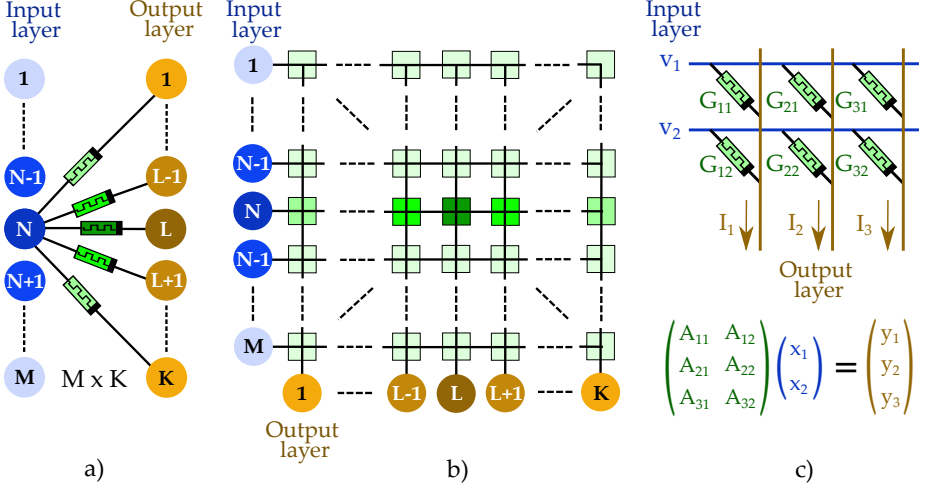 Input
layer
Output
layer
1
1
N-1
L-1
N
L
N+1
L+1
M
M x K
K
a)
Input
layer
1
N-1
N
N-1
M
1
L-1
L
L+1
K
Output
layer
b)
Input
layer
v1
G11
G21
G31
v2
G12
G22
G32
I1
I2
I3
Output
layer
A11 A12
A21 A22
A31 A32
x1
x2
=
y1
y2
y3
c)